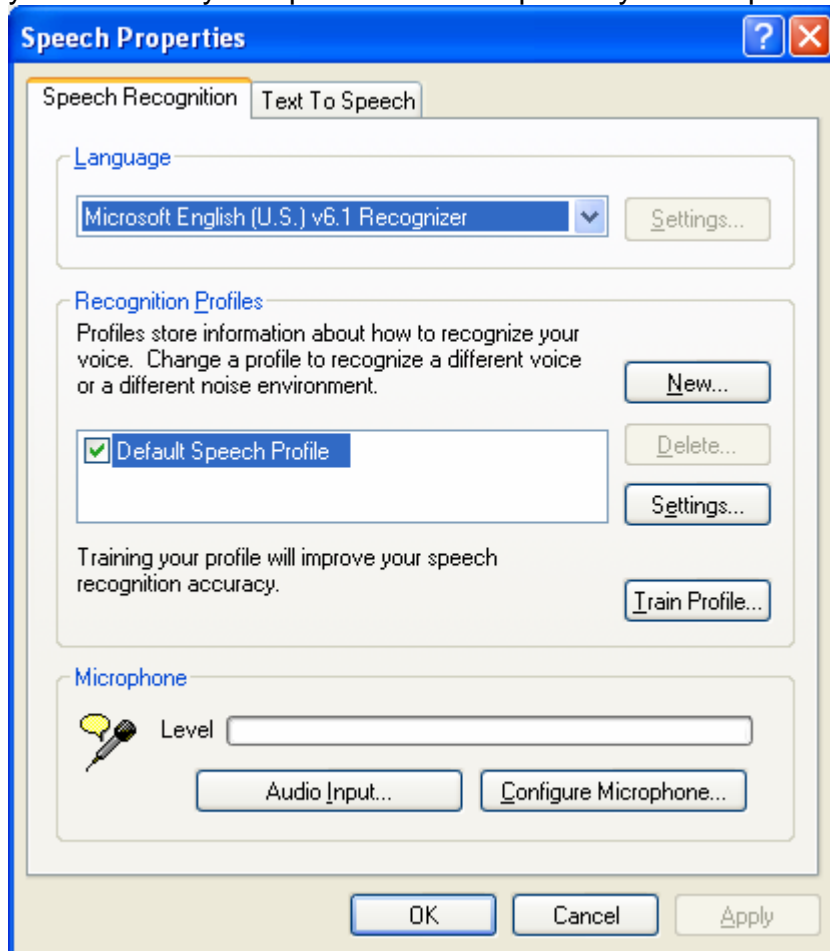 Speech Properties
?
X
Speech Recognition
Text To Speech
Language
Microsoft English (U.S.) v6.1 Recognizer
Settings...
Recognition Profiles
Profiles store information about how to recognize your
voice. Change a profile to recognize a different voice
or a different noise environment.
New...
Default Speech Profile
Delete...
Settings...
Training your profile will improve your speech
recognition accuracy.
Train Profile...
Microphone
Level
Audio Input...
Configure Microphone...
OK
Cancel
Apply